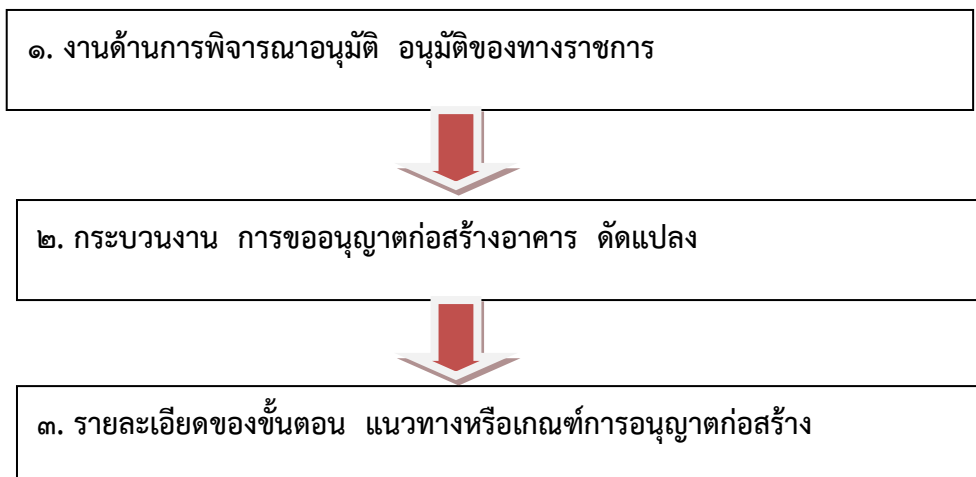 ๑. งานด้านการพิจารณาอนุมัติ อนุมัติของทางราชการ
๒. กระบวนงาน การขออนุญาตก่อสร้างอาคาร ดัดแปลง
๓. รายละเอียดของขั้นตอน แนวทางหรือเกณฑ์การอนุญาตก่อสร้าง